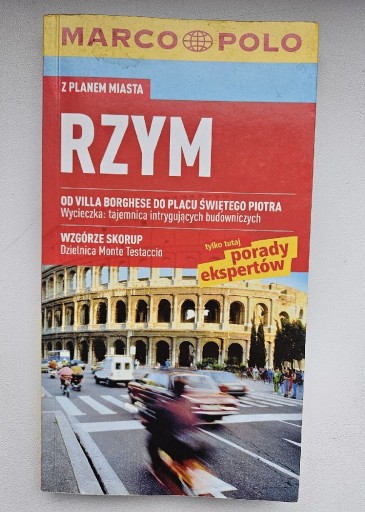 MARCO POLO
Z PLANEM MIASTA
RZYM
OD VILLA BORGHESE DO PLACU ŚWIĘTEGO PIOTRA
Wycieczka: tajemnica intrygujących budowniczych
WZGÓRZE SKORUP
Dzielnica Monte Testaccio
tylko tutaj
porady
ekspertów